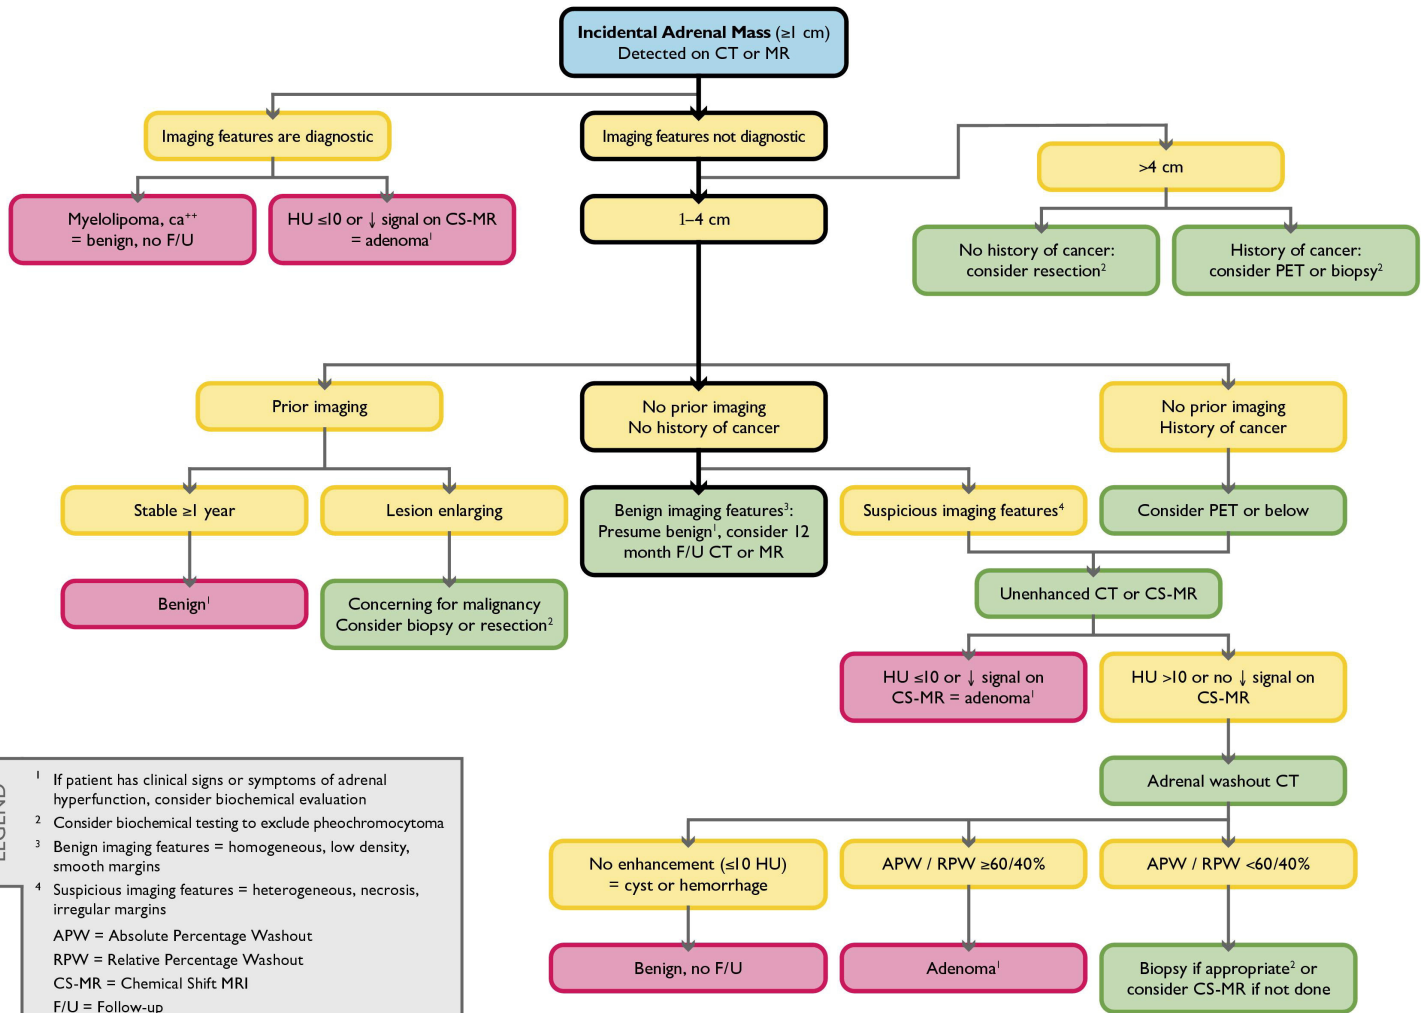 Incidental Adrenal Mass (≥1 cm)
Detected on CT or MR
Imaging features are diagnostic
Imaging features not diagnostic
>4 cm
Myelolipoma, ca⁺⁺
= benign, no F/U
HU ≤10 or ↓ signal on CS-MR
= adenoma¹
1–4 cm
No history of cancer:
consider resection²
History of cancer:
consider PET or biopsy²
Prior imaging
No prior imaging
No history of cancer
No prior imaging
History of cancer
Stable ≥1 year
Lesion enlarging
Benign imaging features³:
Presume benign¹, consider 12
month F/U CT or MR
Suspicious imaging features⁴
Consider PET or below
Benign¹
Concerning for malignancy
Consider biopsy or resection²
Unenhanced CT or CS-MR
HU ≤10 or ↓ signal on
CS-MR = adenoma¹
HU >10 or no ↓ signal on
CS-MR
Adrenal washout CT
No enhancement (≤10 HU)
= cyst or hemorrhage
APW / RPW ≥60/40%
APW / RPW <60/40%
Benign, no F/U
Adenoma¹
Biopsy if appropriate² or
consider CS-MR if not done
LEGEND
¹ If patient has clinical signs or symptoms of adrenal
hyperfunction, consider biochemical evaluation
² Consider biochemical testing to exclude pheochromocytoma
³ Benign imaging features = homogeneous, low density,
smooth margins
⁴ Suspicious imaging features = heterogeneous, necrosis,
irregular margins
APW = Absolute Percentage Washout
RPW = Relative Percentage Washout
CS-MR = Chemical Shift MRI
F/U = Follow-up